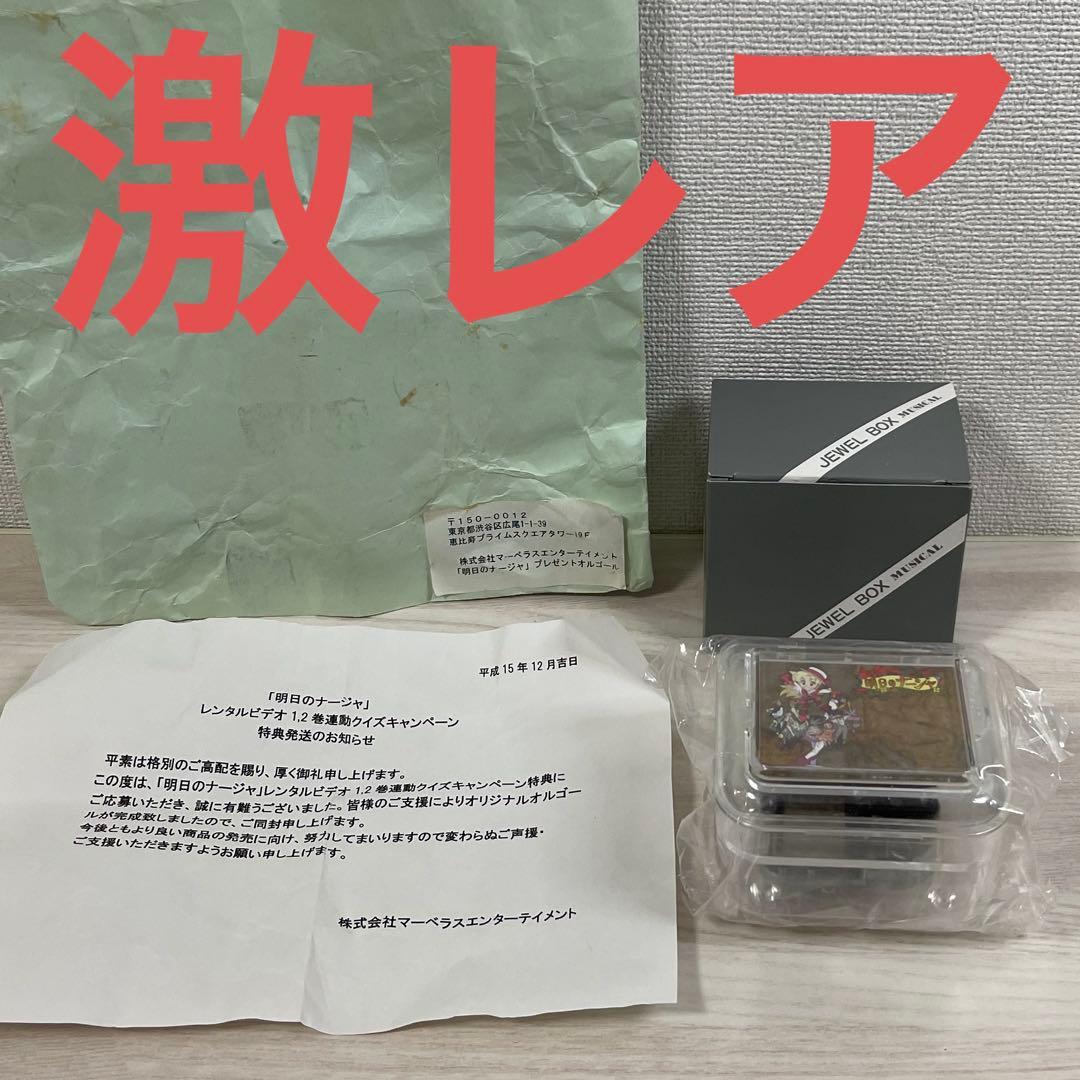 激レア
JEWEL BOX MUSICAL
JEWEL BOX MUSICAL
〒150-0012
東京都渋谷区広尾1-1-39
恵比寿プライムスクエアタワー19F
株式会社マーベラスエンターテイメント
「明日のナージャ」プレゼントオルゴール
平成15年12月吉日
「明日のナージャ」
レンタルビデオ1,2巻連動クイズキャンペーン
特典発送のお知らせ
平素は格別のご高配を賜り、厚く御礼申し上げます。
この度は、「明日のナージャ」レンタルビデオ1,2巻連動クイズキャンペーン特典に
ご応募いただき、誠に有難うございました。皆様のご支援によりオリジナルオルゴー
ルが完成致しましたので、ご同封申し上げます。
今後ともより良い商品の発売に向け、努力してまいりますので変わらぬご声援・
ご支援いただきますようお願い申し上げます。
株式会社マーベラスエンターテイメント
明日のナージャ